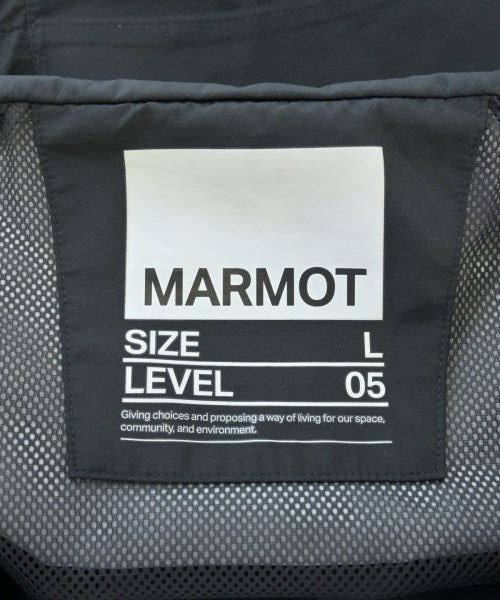 MARMOT
SIZE L
LEVEL 05
Giving choices and proposing a way of living for our space,
community, and environment.